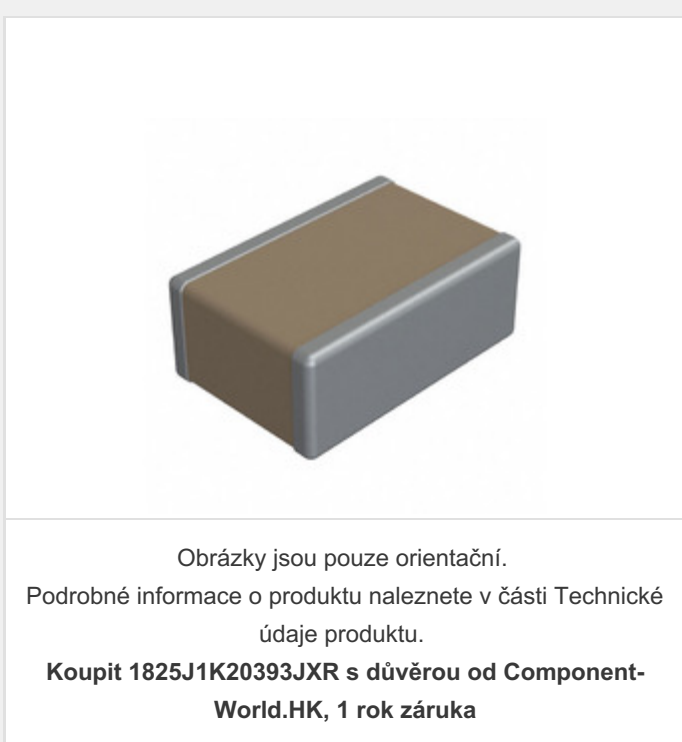 Obrázky jsou pouze orientační.
Podrobné informace o produktu naleznete v části Technické
údaje produktu.
Koupit 1825J1K20393JXR s důvěrou od Component-
World.HK, 1 rok záruka